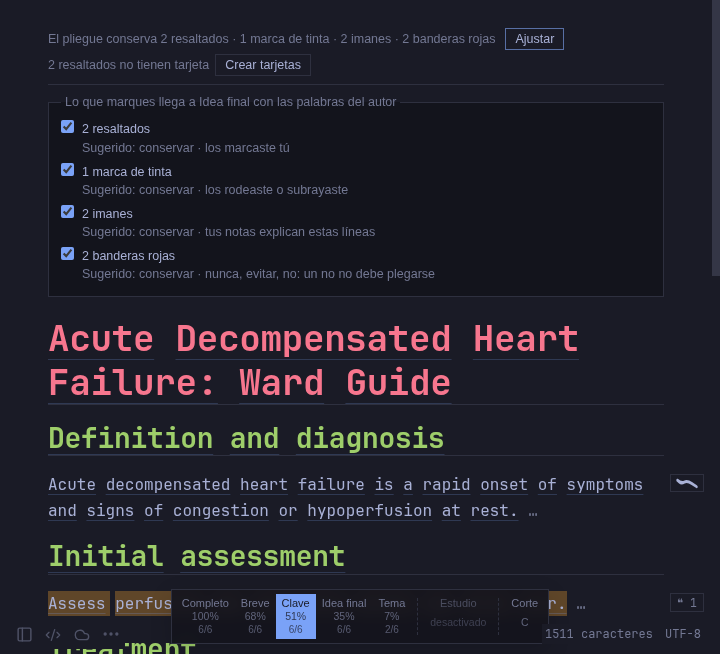 El pliegue conserva 2 resaltados · 1 marca de tinta · 2 imanes · 2 banderas rojas Ajustar
2 resaltados no tienen tarjeta Crear tarjetas
Lo que marques llega a Idea final con las palabras del autor
2 resaltados
Sugerido: conservar · los marcaste tú
1 marca de tinta
Sugerido: conservar · los rodeaste o subrayaste
2 imanes
Sugerido: conservar · tus notas explican estas líneas
2 banderas rojas
Sugerido: conservar · nunca, evitar, no: un no no debe plegarse
Acute Decompensated Heart
Failure: Ward Guide
Definition and diagnosis
Acute decompensated heart failure is a rapid onset of symptoms
and signs of congestion or hypoperfusion at rest. …
Initial assessment
Assess r. … ❝ 1
Completo Breve Clave Idea final Tema Estudio Corte
100% 68% 51% 35% 7% desactivado C
6/6 6/6 6/6 6/6 2/6
1511 caracteres UTF-8
Treatment